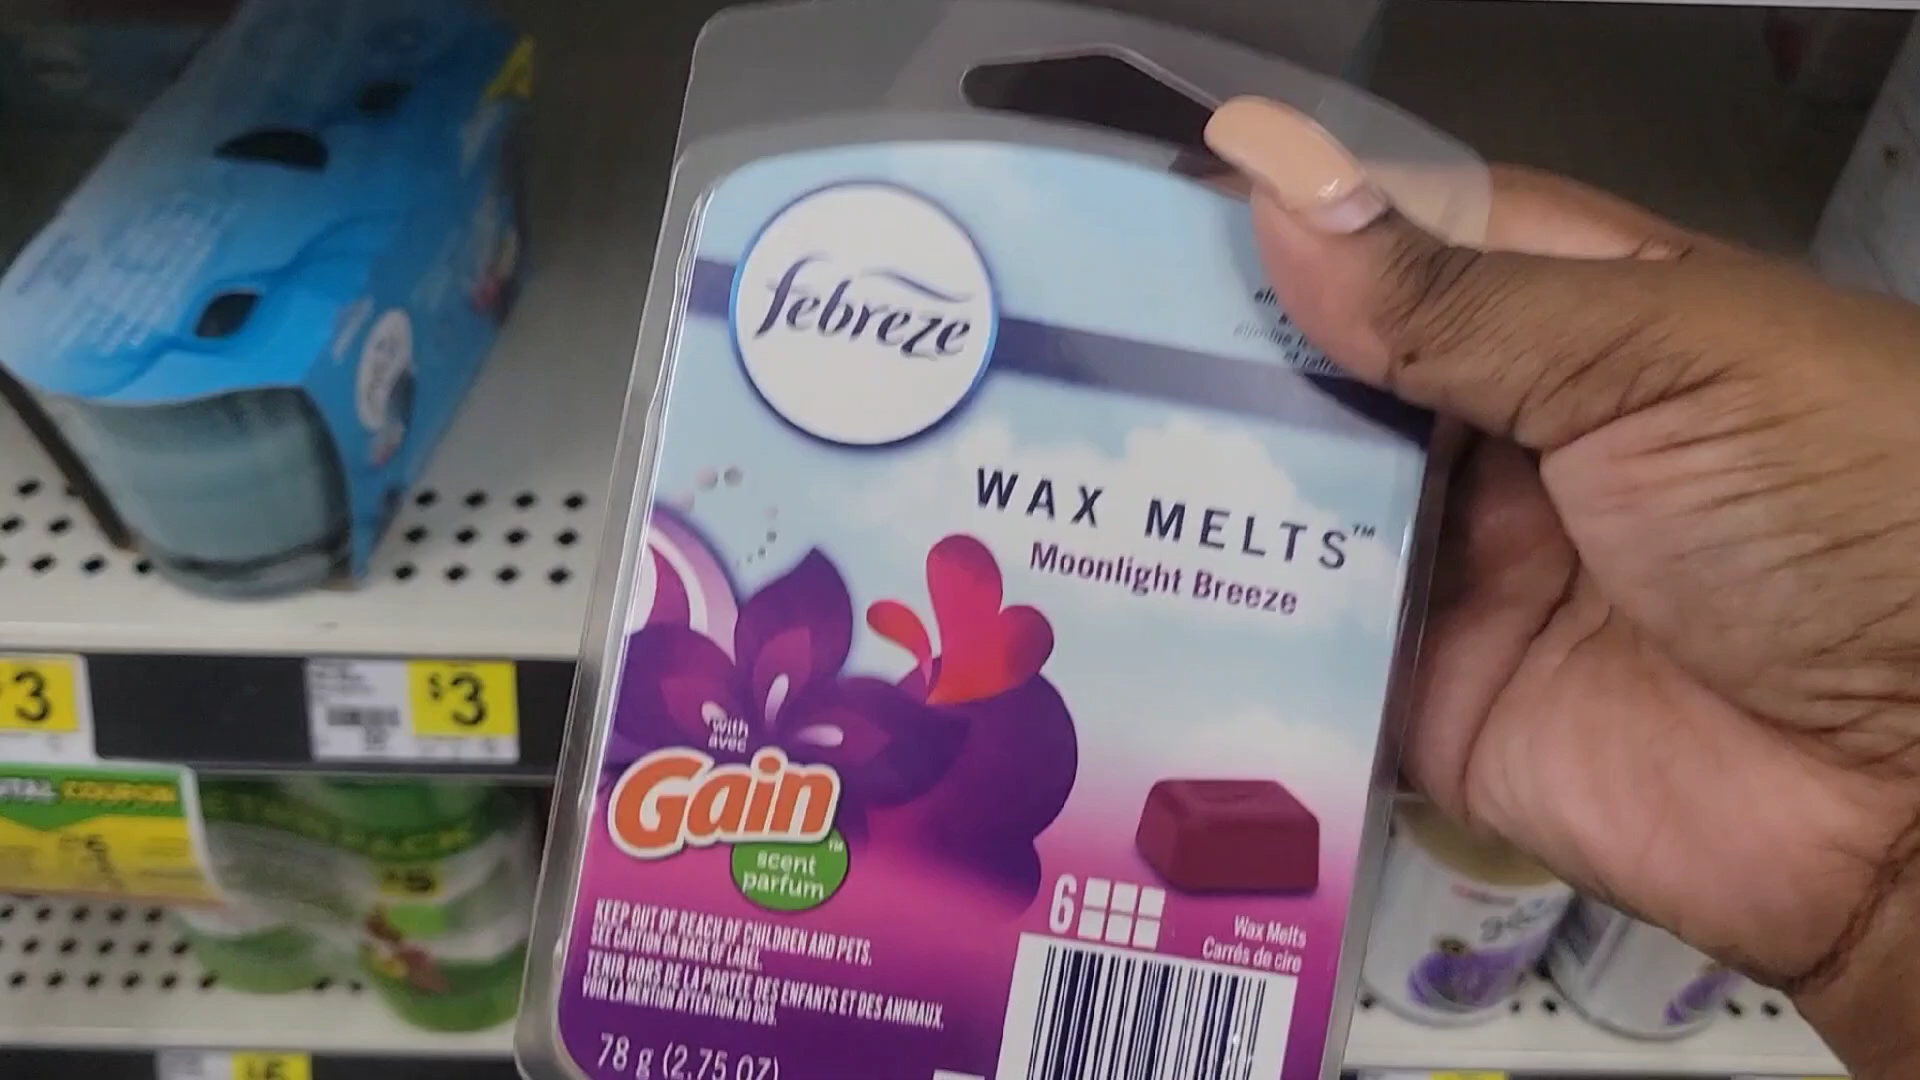 febreze
WAX MELTS™
Moonlight Breeze
with
avec
Gain™
scent
parfum
6
Wax Melts
Carrés de cire
KEEP OUT OF REACH OF CHILDREN AND PETS.
SEE CAUTION ON BACK OF LABEL.
TENIR HORS DE LA PORTÉE DES ENFANTS ET DES ANIMAUX.
VOIR LA MENTION ATTENTION AU DOS.
78 g (2.75 OZ)
$3
$3
COUPON